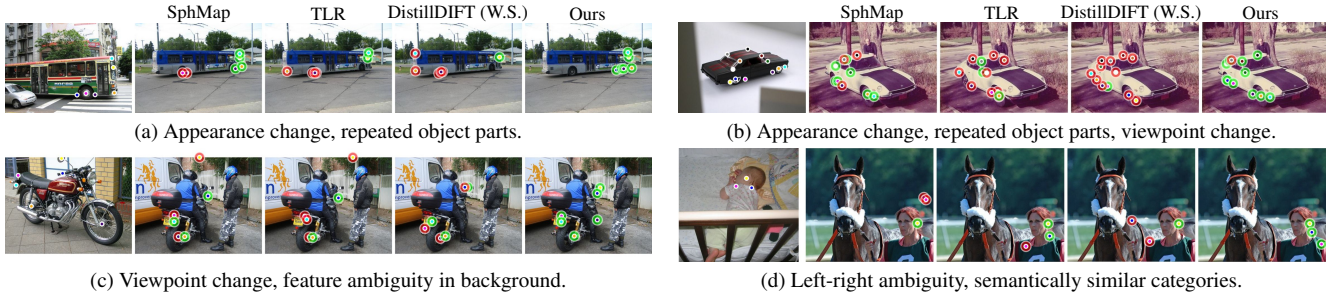 SphMap TLR DistillDIFT (W.S.) Ours
(a) Appearance change, repeated object parts.
SphMap TLR DistillDIFT (W.S.) Ours
(b) Appearance change, repeated object parts, viewpoint change.
n n n n
(c) Viewpoint change, feature ambiguity in background.
(d) Left-right ambiguity, semantically similar categories.